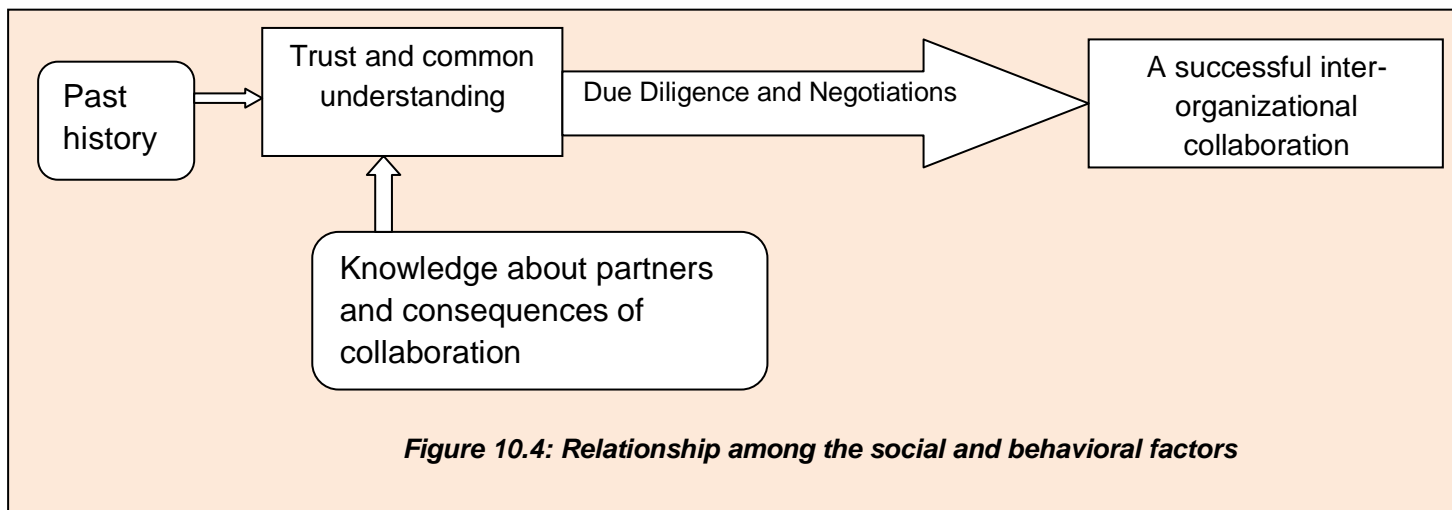 Past
history
Trust and common
understanding
Due Diligence and Negotiations
A successful inter-
organizational
collaboration
Knowledge about partners
and consequences of
collaboration
Figure 10.4: Relationship among the social and behavioral factors